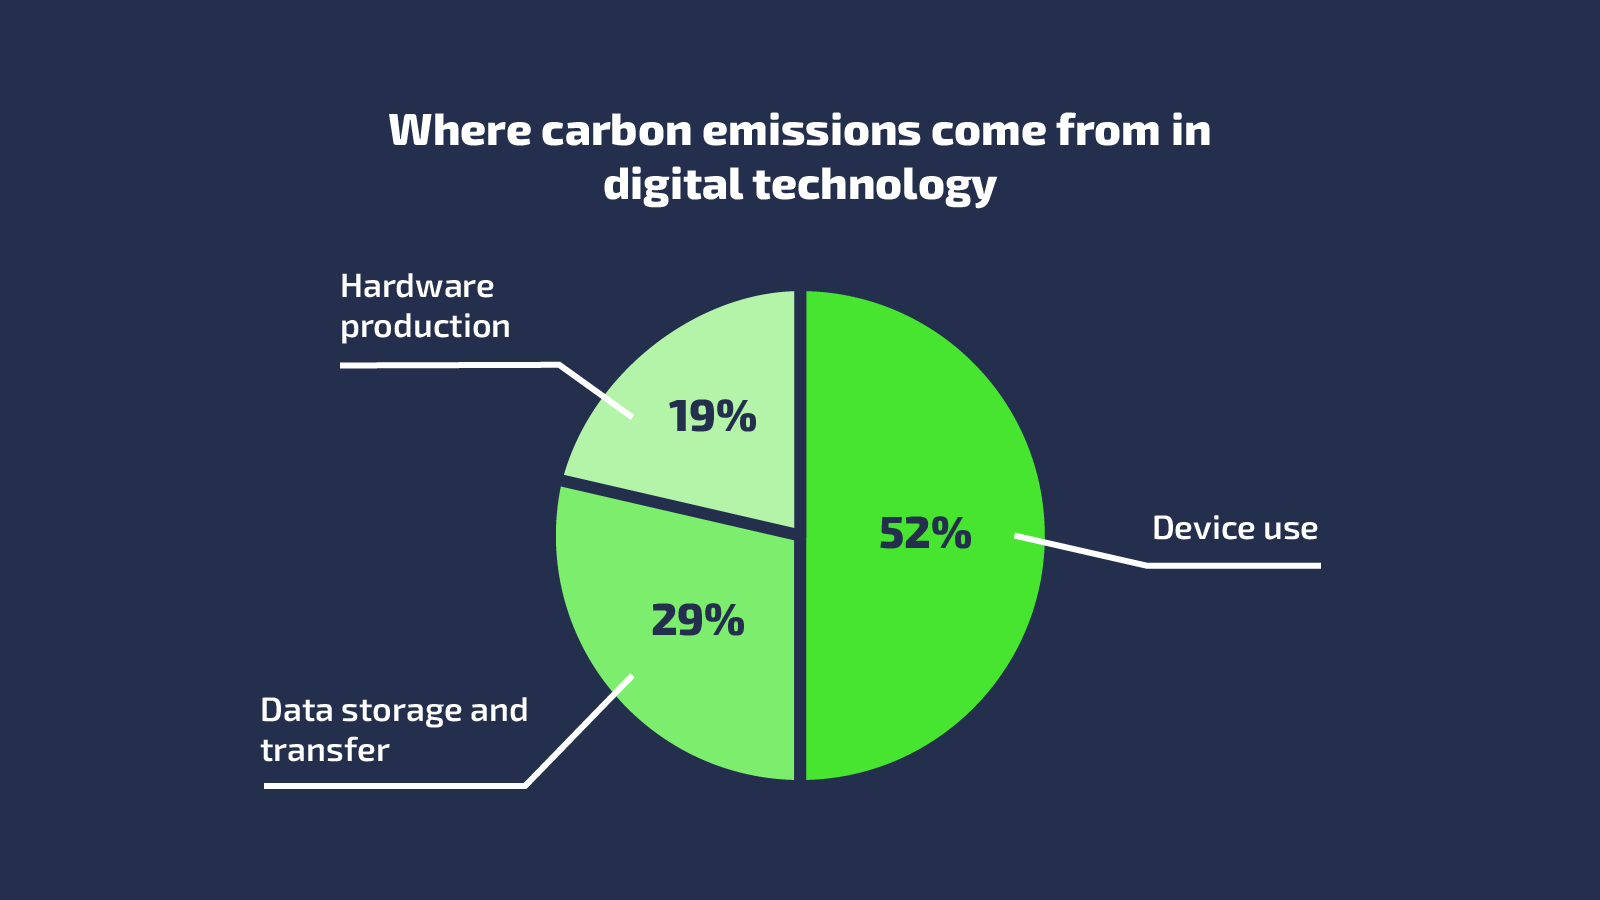 Where carbon emissions come from in
digital technology
Hardware
production
19%
52%
Device use
29%
Data storage and
transfer